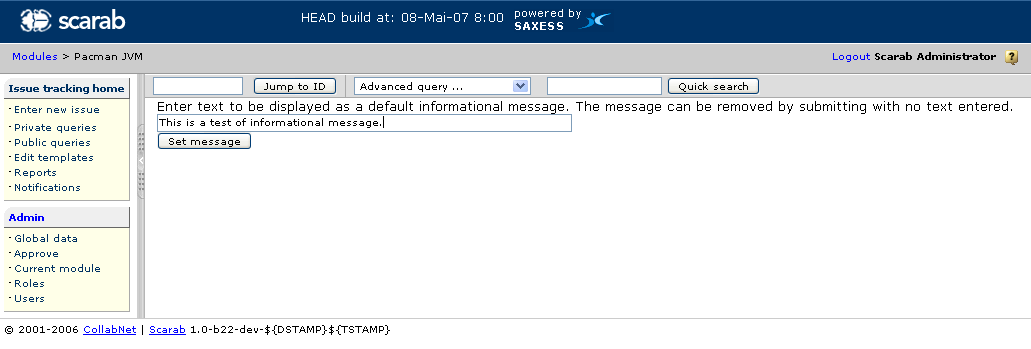 scarab HEAD build at: 08-Mai-07 8:00 powered by SAXESS
Modules > Pacman JVM Logout Scarab Administrator ?
Issue tracking home
Enter new issue
Private queries
Public queries
Edit templates
Reports
Notifications
Admin
Global data
Approve
Current module
Roles
Users
Jump to ID Advanced query ... Quick search
Enter text to be displayed as a default informational message. The message can be removed by submitting with no text entered.
This is a test of informational message.
Set message
© 2001-2006 CollabNet | Scarab 1.0-b22-dev-${DSTAMP}${TSTAMP}